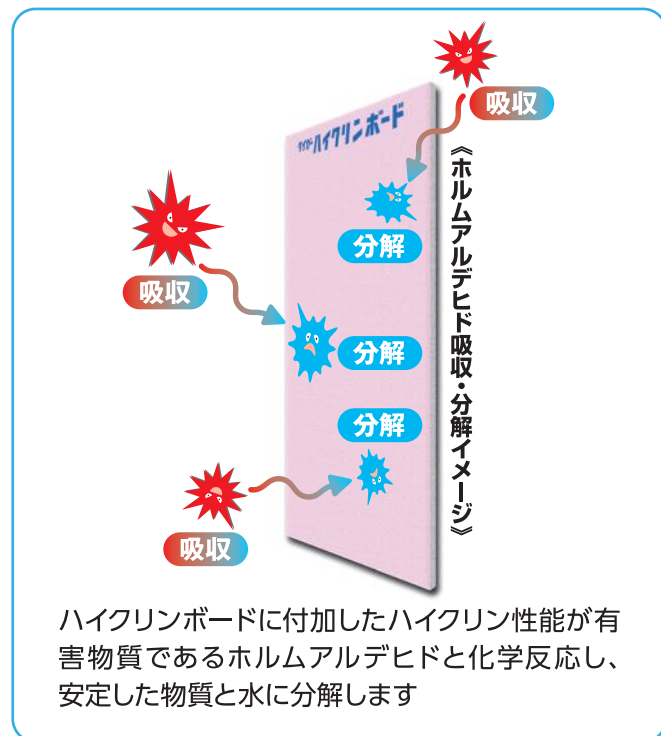 タイガーハイクリンボード
吸収
分解
吸収
分解
分解
吸収
《ホルムアルデヒド吸収・分解イメージ》
ハイクリンボードに付加したハイクリン性能が有
害物質であるホルムアルデヒドと化学反応し、
安定した物質と水に分解します